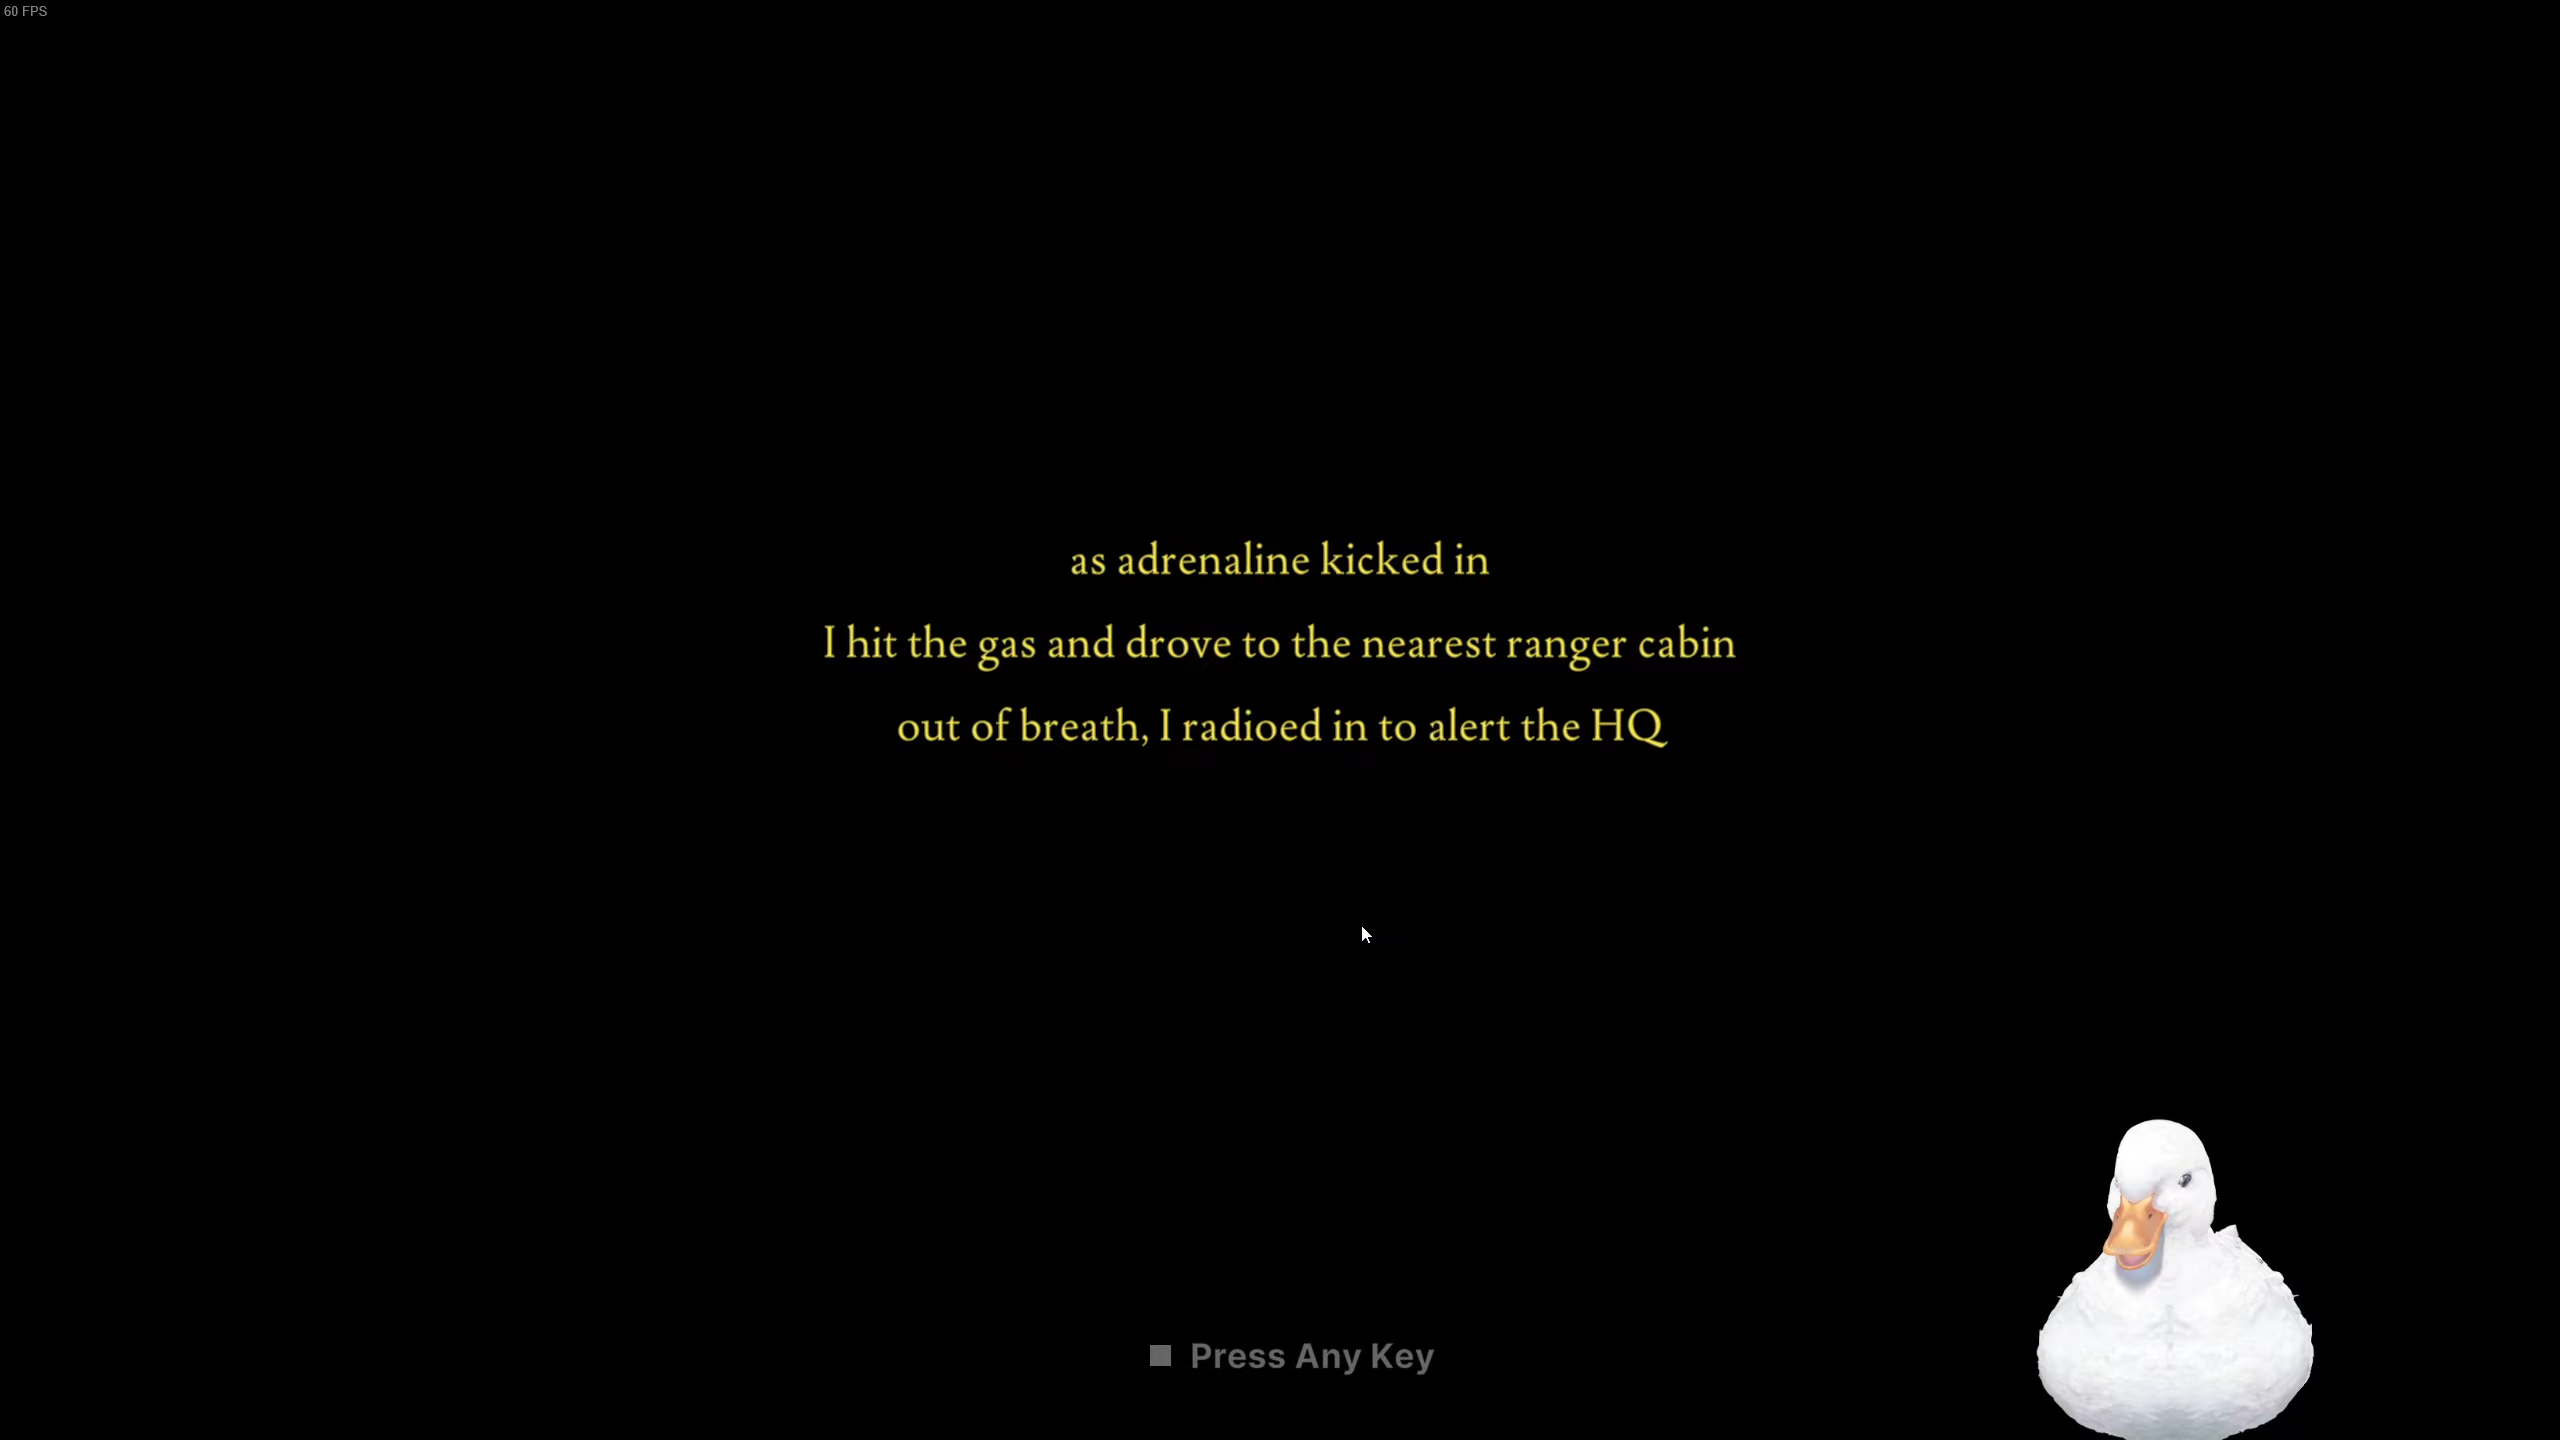 60 FPS
as adrenaline kicked in
I hit the gas and drove to the nearest ranger cabin
out of breath, I radioed in to alert the HQ
Press Any Key